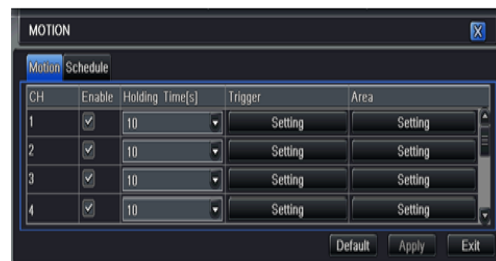 MOTION X
Motion Schedule
CH Enable Holding Time[s] Trigger Area
1 10 Setting Setting
2 10 Setting Setting
3 10 Setting Setting
4 10 Setting Setting
Default Apply Exit